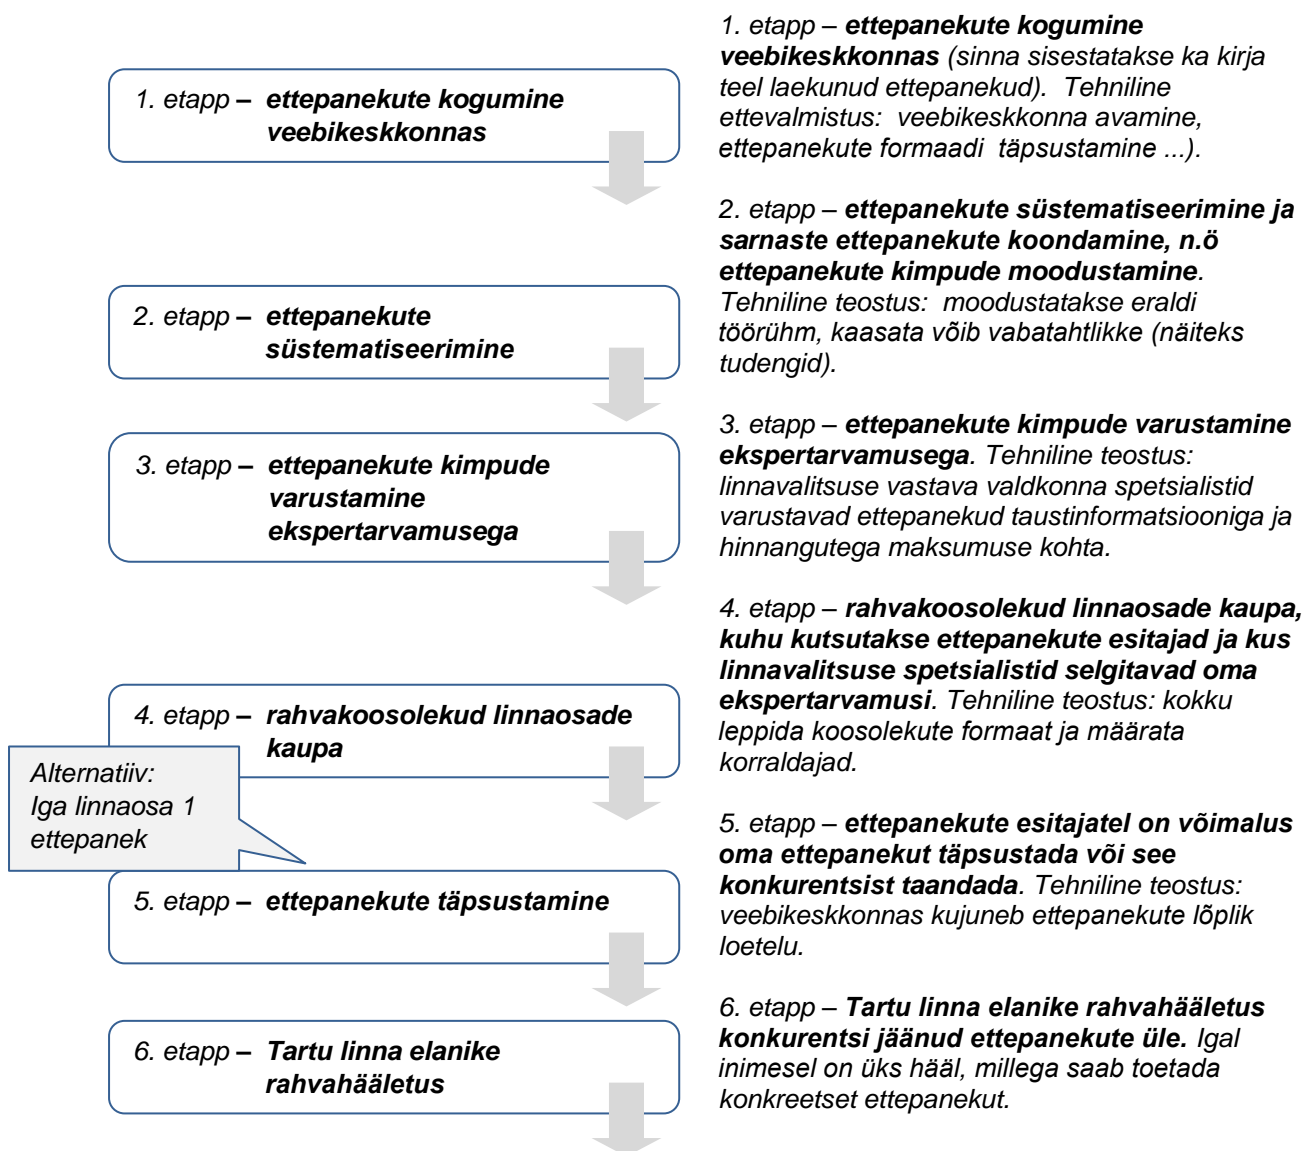 1. etapp – ettepanekute kogumine
veebikeskkonnas
2. etapp – ettepanekute
süstematiseerimine
3. etapp – ettepanekute kimpude
varustamine
ekspertarvamusega
4. etapp – rahvakoosolekud linnaosade
kaupa
Alternatiiv:
Iga linnaosa 1
ettepanek
5. etapp – ettepanekute täpsustamine
6. etapp – Tartu linna elanike
rahvahääletus
1. etapp – ettepanekute kogumine
veebikeskkonnas (sinna sisestatakse ka kirja
teel laekunud ettepanekud). Tehniline
ettevalmistus: veebikeskkonna avamine,
ettepanekute formaadi täpsustamine ...).
2. etapp – ettepanekute süstematiseerimine ja
sarnaste ettepanekute koondamine, n.ö
ettepanekute kimpude moodustamine.
Tehniline teostus: moodustatakse eraldi
töörühm, kaasata võib vabatahtlikke (näiteks
tudengid).
3. etapp – ettepanekute kimpude varustamine
ekspertarvamusega. Tehniline teostus:
linnavalitsuse vastava valdkonna spetsialistid
varustavad ettepanekud taustinformatsiooniga ja
hinnangutega maksumuse kohta.
4. etapp – rahvakoosolekud linnaosade kaupa,
kuhu kutsutakse ettepanekute esitajad ja kus
linnavalitsuse spetsialistid selgitavad oma
ekspertarvamusi. Tehniline teostus: kokku
leppida koosolekute formaat ja määrata
korraldajad.
5. etapp – ettepanekute esitajatel on võimalus
oma ettepanekut täpsustada või see
konkurentsist taandada. Tehniline teostus:
veebikeskkonnas kujuneb ettepanekute lõplik
loetelu.
6. etapp – Tartu linna elanike rahvahääletus
konkurentsi jäänud ettepanekute üle. Igal
inimesel on üks hääl, millega saab toetada
konkreetset ettepanekut.